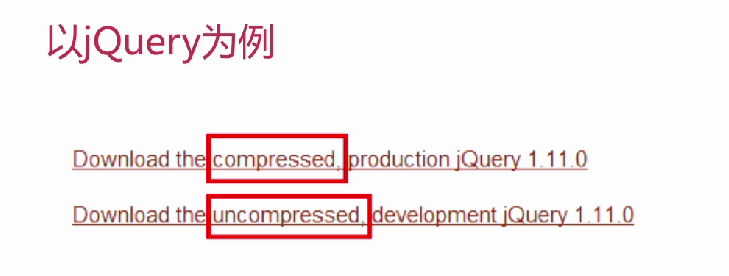 以jQuery为例
Download the compressed, production jQuery 1.11.0
Download the uncompressed, development jQuery 1.11.0